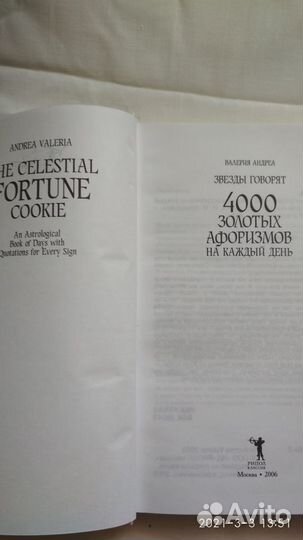 ANDREA VALERIA
THE CELESTIAL
FORTUNE
COOKIE
An Astrological
Book of Days with
Quotations for Every Sign
ВАЛЕРИЯ АНДРЕА
ЗВЕЗДЫ ГОВОРЯТ
4000
ЗОЛОТЫХ
АФОРИЗМОВ
НА КАЖДЫЙ ДЕНЬ
РИПОЛ
КЛАССИК
Москва • 2006
2021-3-3 13:51
Avito